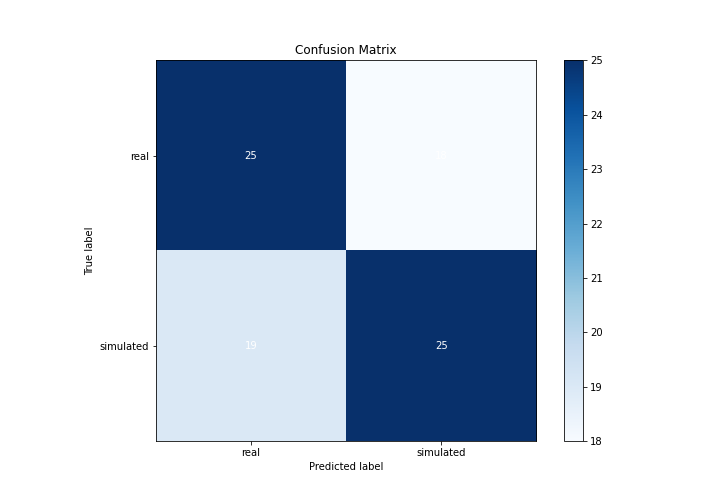 Confusion Matrix
25
real
25
24
23
22
21
20
19
18
True label
19
25
simulated
real
simulated
Predicted label